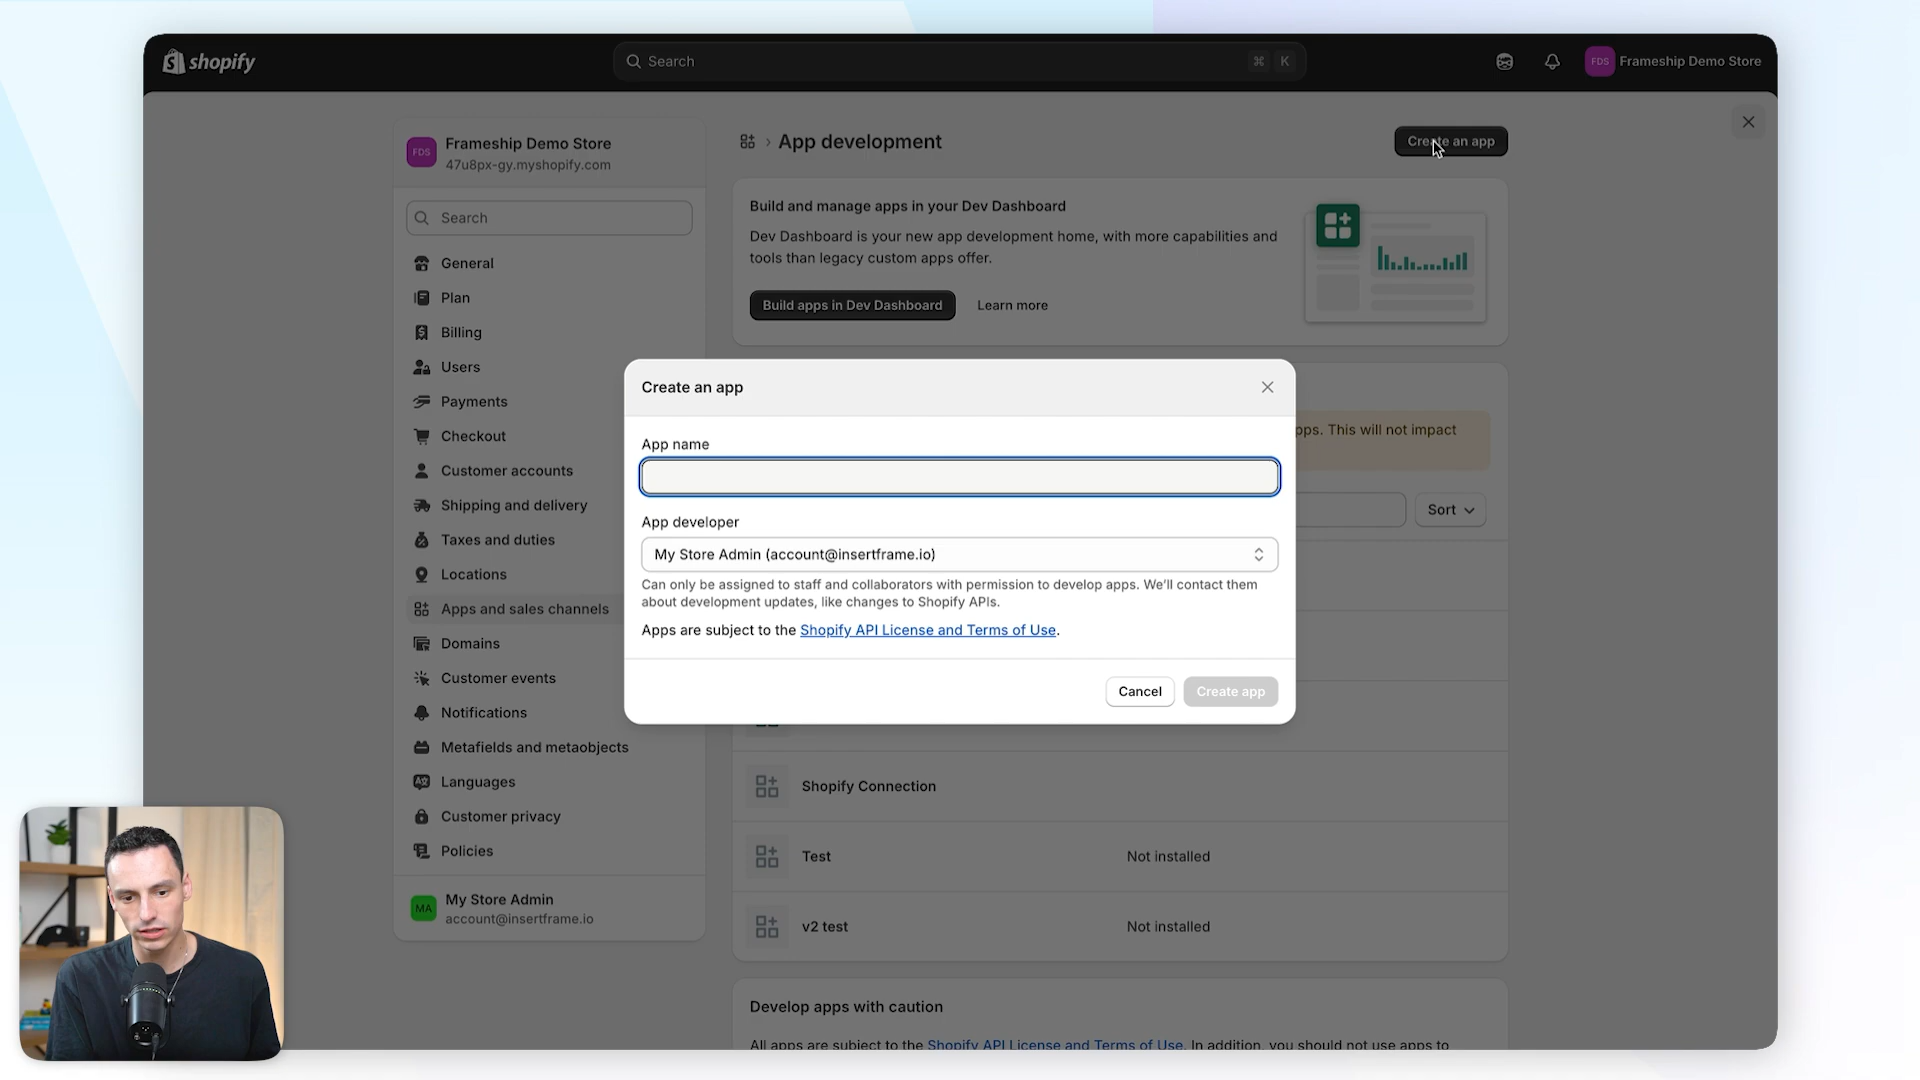 shopify
Search
⌘ K
FDS Frameship Demo Store
FDS
Frameship Demo Store
47u8px-gy.myshopify.com
Search
General
Plan
Billing
Users
Payments
Checkout
Customer accounts
Shipping and delivery
Taxes and duties
Locations
Apps and sales channels
Domains
Customer events
Notifications
Metafields and metaobjects
Languages
Customer privacy
Policies
MA
My Store Admin
account@insertframe.io
› App development
Create an app
Build and manage apps in your Dev Dashboard
Dev Dashboard is your new app development home, with more capabilities and
tools than legacy custom apps offer.
Build apps in Dev Dashboard
Learn more
pps. This will not impact
Sort
Create an app
App name
App developer
My Store Admin (account@insertframe.io)
Can only be assigned to staff and collaborators with permission to develop apps. We'll contact them
about development updates, like changes to Shopify APIs.
Apps are subject to the Shopify API License and Terms of Use.
Cancel
Create app
Shopify Connection
Test
Not installed
v2 test
Not installed
Develop apps with caution
All apps are subject to the Shopify API License and Terms of Use. In addition, you should not use apps to